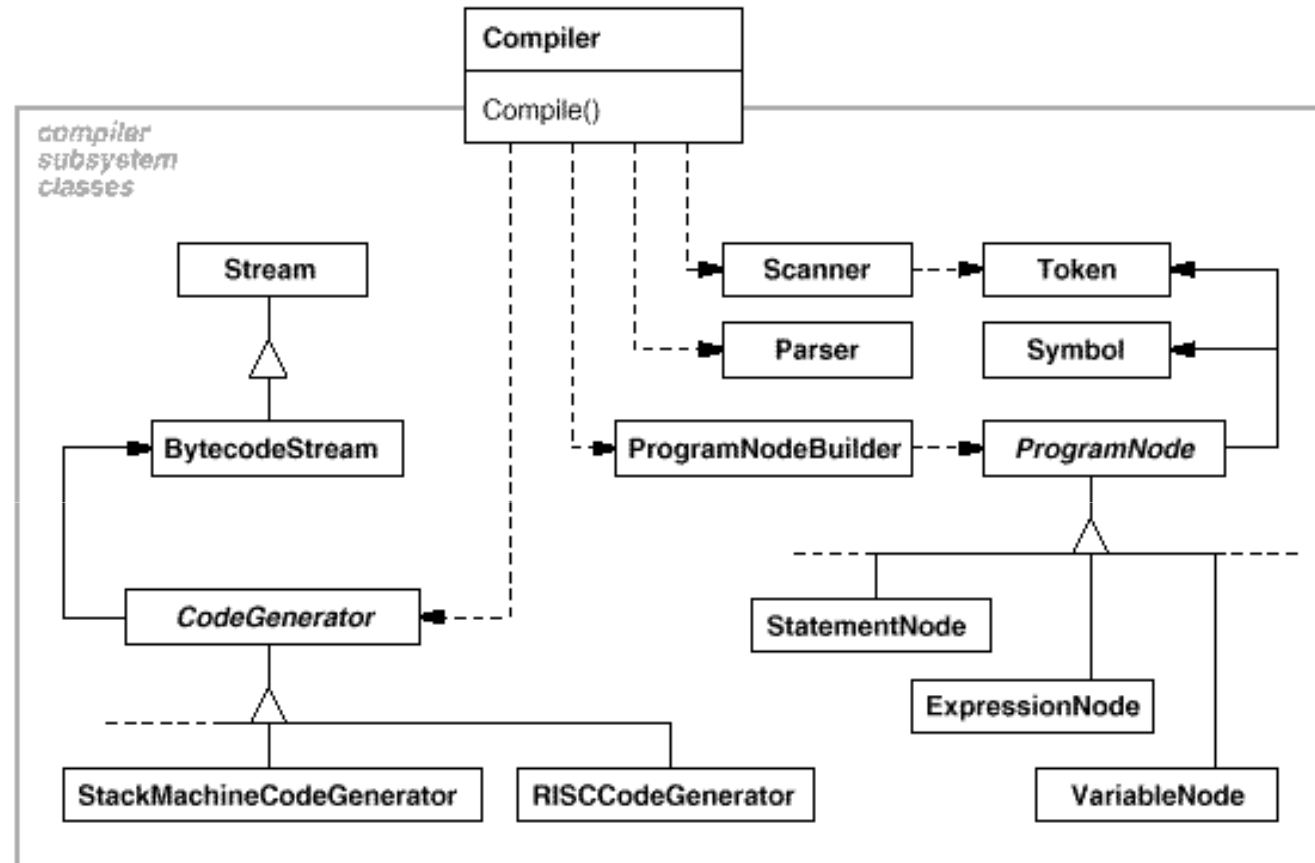 Compiler
Compile()
compiler
subsystem
classes
Stream
Scanner
Token
Parser
Symbol
BytecodeStream
ProgramNodeBuilder
ProgramNode
CodeGenerator
StatementNode
ExpressionNode
StackMachineCodeGenerator
RISCCodeGenerator
VariableNode